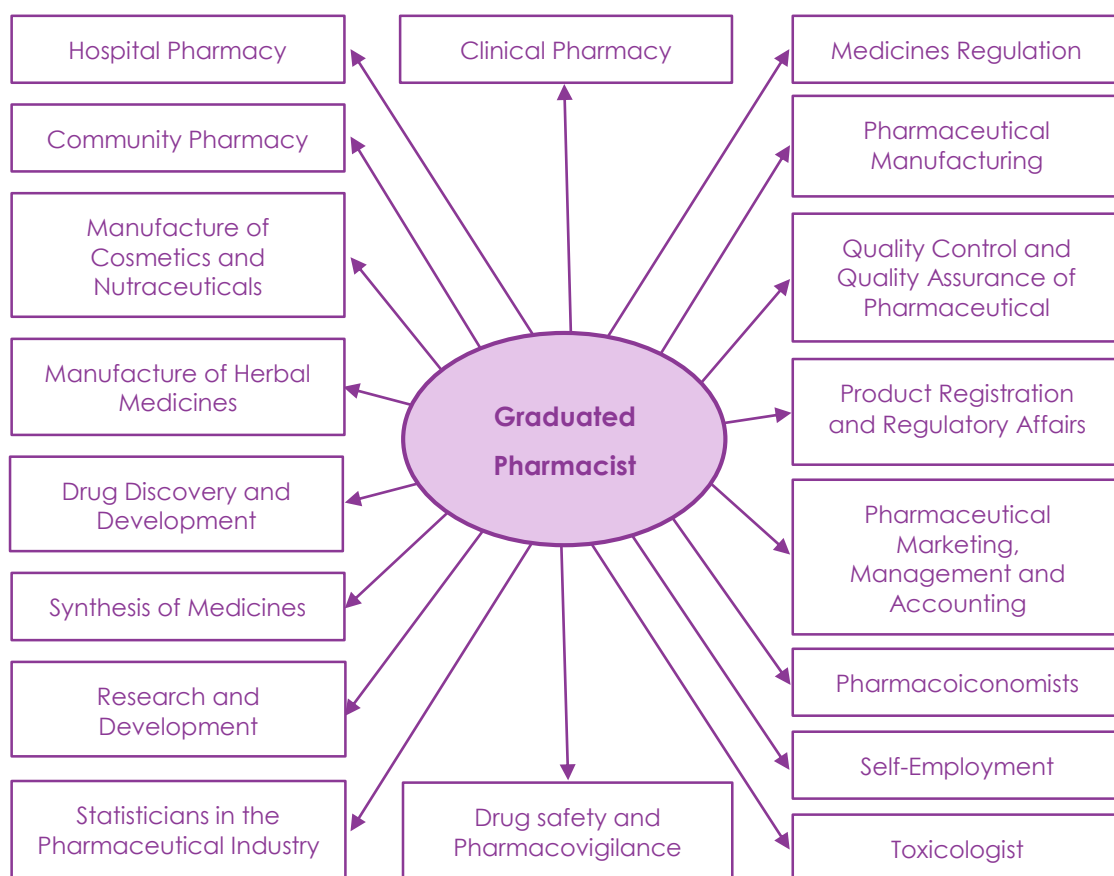 Hospital Pharmacy
Clinical Pharmacy
Medicines Regulation
Community Pharmacy
Pharmaceutical
Manufacturing
Manufacture of
Cosmetics and
Nutraceuticals
Quality Control and
Quality Assurance of
Pharmaceutical
Manufacture of Herbal
Medicines
Graduated
Pharmacist
Product Registration
and Regulatory Affairs
Drug Discovery and
Development
Pharmaceutical
Marketing,
Management and
Accounting
Synthesis of Medicines
Research and
Development
Pharmacoiconomists
Self-Employment
Statisticians in the
Pharmaceutical Industry
Drug safety and
Pharmacovigilance
Toxicologist